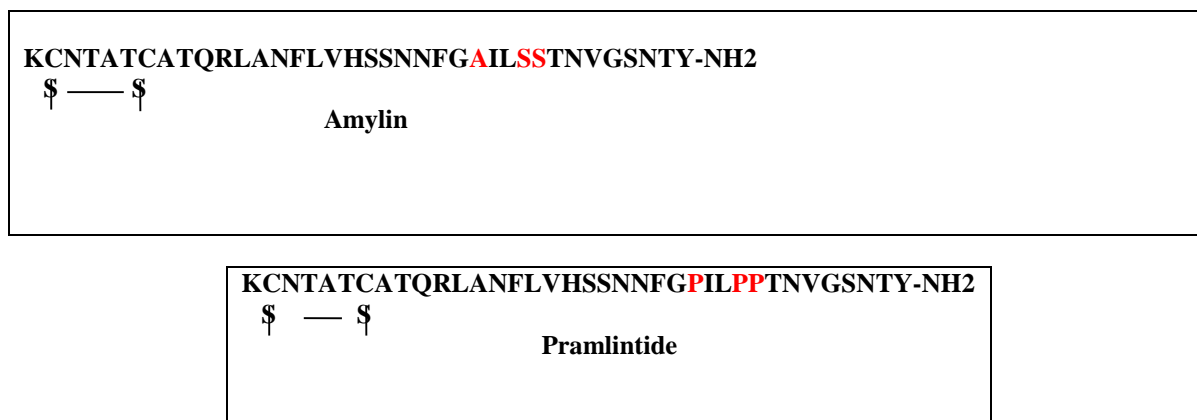 KCNTATCATQRLANFLVHSSNNFGAILSSTNVGSNTY-NH2
S S
Amylin
KCNTATCATQRLANFLVHSSNNFGPILPPTNVGSNTY-NH2
S S
Pramlintide